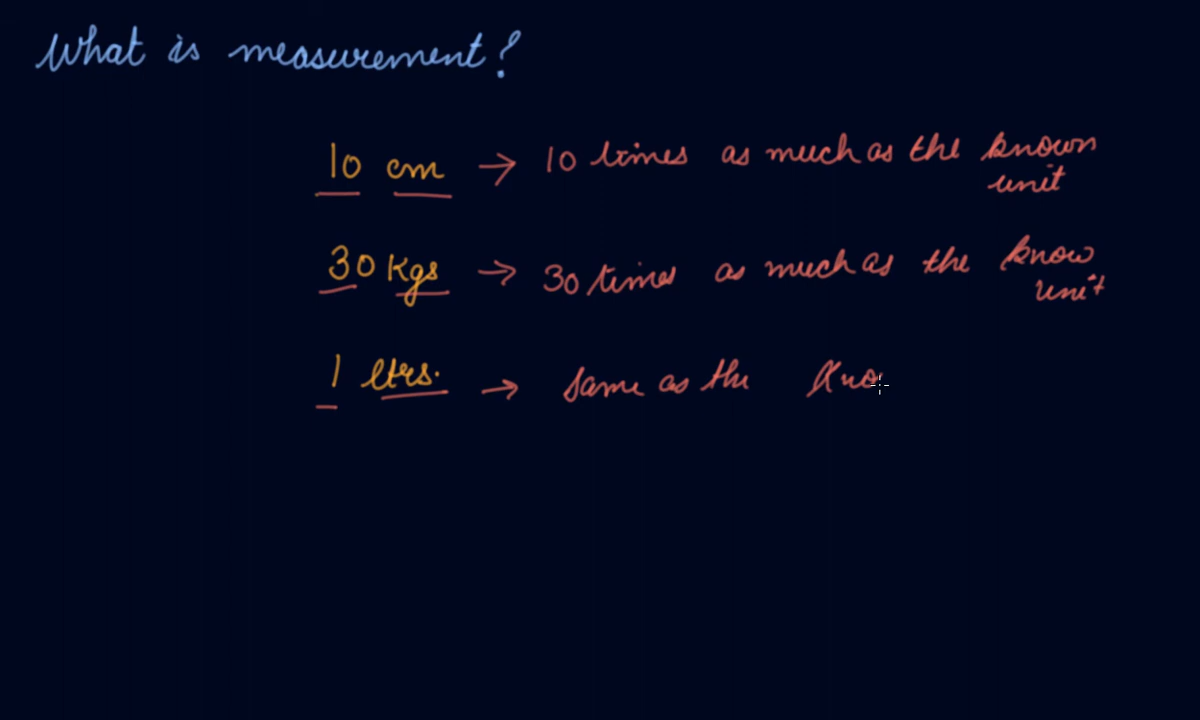 What is measurement?
10 cm → 10 times as much as the known
unit
30 Kgs → 30 times as much as the know
unit
1 ltrs. → Same as the Kno